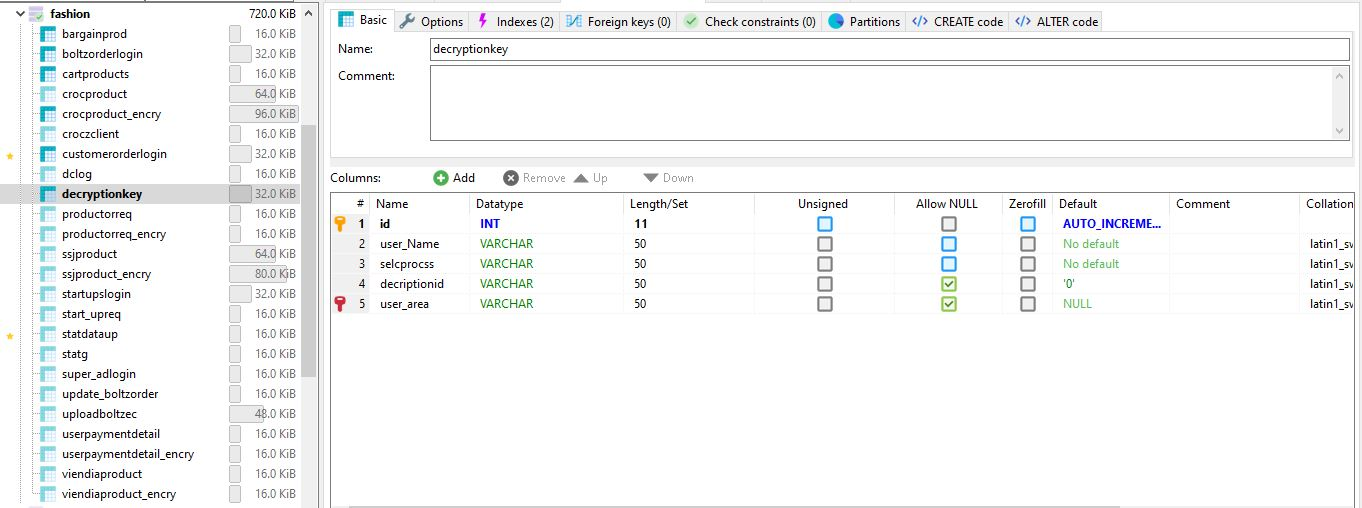 fashion 720.0 KiB
bargainprod 16.0 KiB
boltzorderlogin 32.0 KiB
cartproducts 16.0 KiB
crocproduct 64.0 KiB
crocproduct_encry 96.0 KiB
croczclient 16.0 KiB
customerorderlogin 32.0 KiB
dclog 16.0 KiB
decryptionkey 32.0 KiB
productorreq 16.0 KiB
productorreq_encry 16.0 KiB
ssjproduct 64.0 KiB
ssjproduct_encry 80.0 KiB
startupslogin 32.0 KiB
start_upreq 16.0 KiB
statdataup 16.0 KiB
statg 16.0 KiB
super_adlogin 16.0 KiB
update_boltzorder 16.0 KiB
uploadboltzec 48.0 KiB
userpaymentdetail 16.0 KiB
userpaymentdetail_encry 16.0 KiB
viendiaproduct 16.0 KiB
viendiaproduct_encry 16.0 KiB
Basic Options Indexes (2) Foreign keys (0) Check constraints (0) Partitions CREATE code ALTER code
Name: decryptionkey
Comment:
Columns: Add Remove Up Down
# Name Datatype Length/Set Unsigned Allow NULL Zerofill Default Comment Collation
1 id INT 11 AUTO_INCREME...
2 user_Name VARCHAR 50 No default latin1_sw
3 selcprocss VARCHAR 50 No default latin1_sw
4 decriptionid VARCHAR 50 '0' latin1_sw
5 user_area VARCHAR 50 NULL latin1_sw